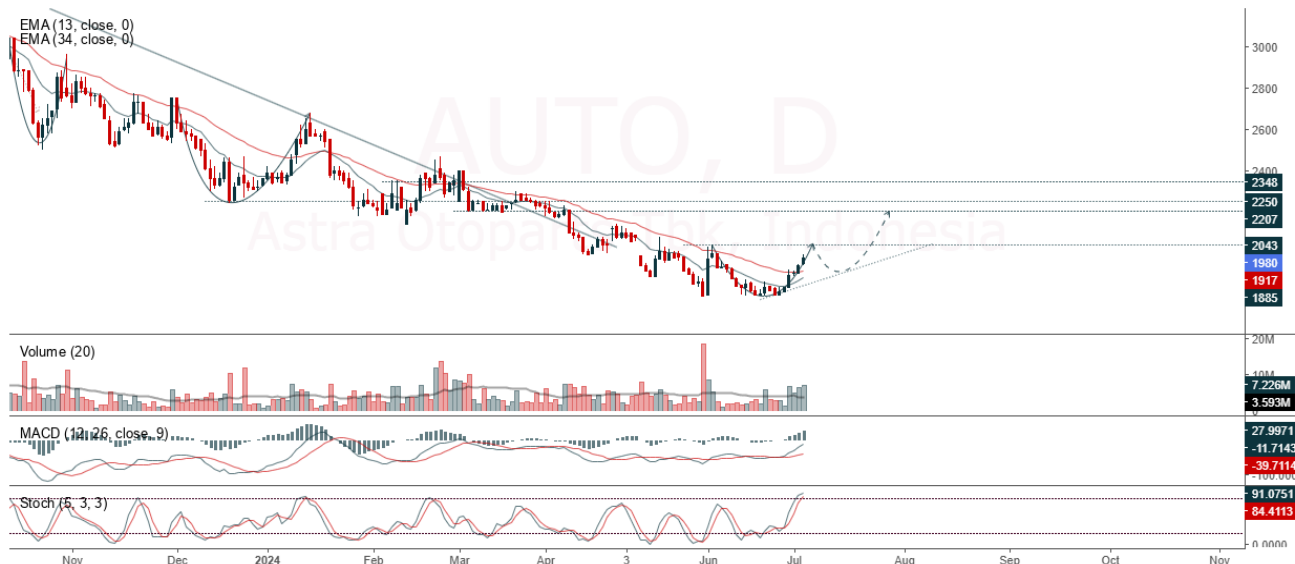 EMA (13, close, 0)
EMA (34, close, 0)
AUTO, D
Astra Otoparts Tbk, Indonesia
3000
2800
2600
2400
2348
2250
2207
2043
1980
1917
1885
Volume (20)
20M
10M
7.226M
3.593M
0
MACD (12, 26, close, 9)
27.9971
-11.7143
-39.7114
-100.0000
Stoch (5, 3, 3)
91.0751
84.4113
0.0000
Nov Dec 2024 Feb Mar Apr 3 Jun Jul Aug Sep Oct Nov